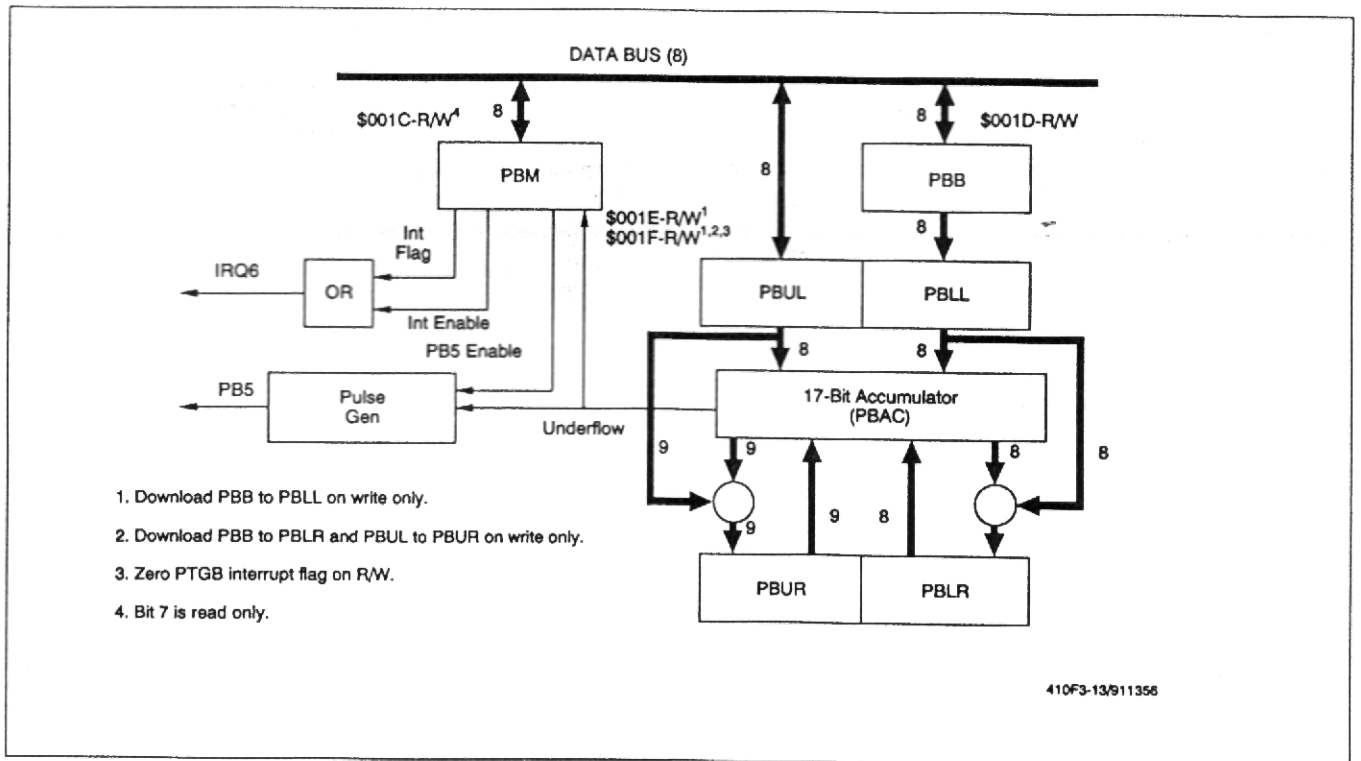 DATA BUS (8)
$001C-R/W4
8
8
$001D-R/W
PBM
8
PBB
$001E-R/W1
$001F-R/W1,2,3
8
Int
Flag
IRQ6
OR
PBUL
PBLL
Int Enable
PB5 Enable
8
8
PB5
Pulse
Gen
17-Bit Accumulator
(PBAC)
Underflow
9
9
8
8
1. Download PBB to PBLL on write only.
9
9
8
2. Download PBB to PBLR and PBUL to PBUR on write only.
3. Zero PTGB interrupt flag on R/W.
PBUR
PBLR
4. Bit 7 is read only.
410F3-13/911356